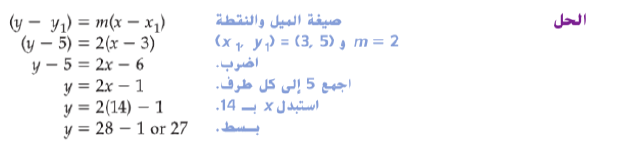 الحل
(y − y₁) = m(x − x₁) صيغة الميل والنقطة
(y − 5) = 2(x − 3) (x₁, y₁) = (3, 5) و m = 2
y − 5 = 2x − 6 اضرب.
y = 2x − 1 اجمع 5 إلى كل طرف.
y = 2(14) − 1 استبدل x بـ 14.
y = 28 − 1 or 27 بسط.